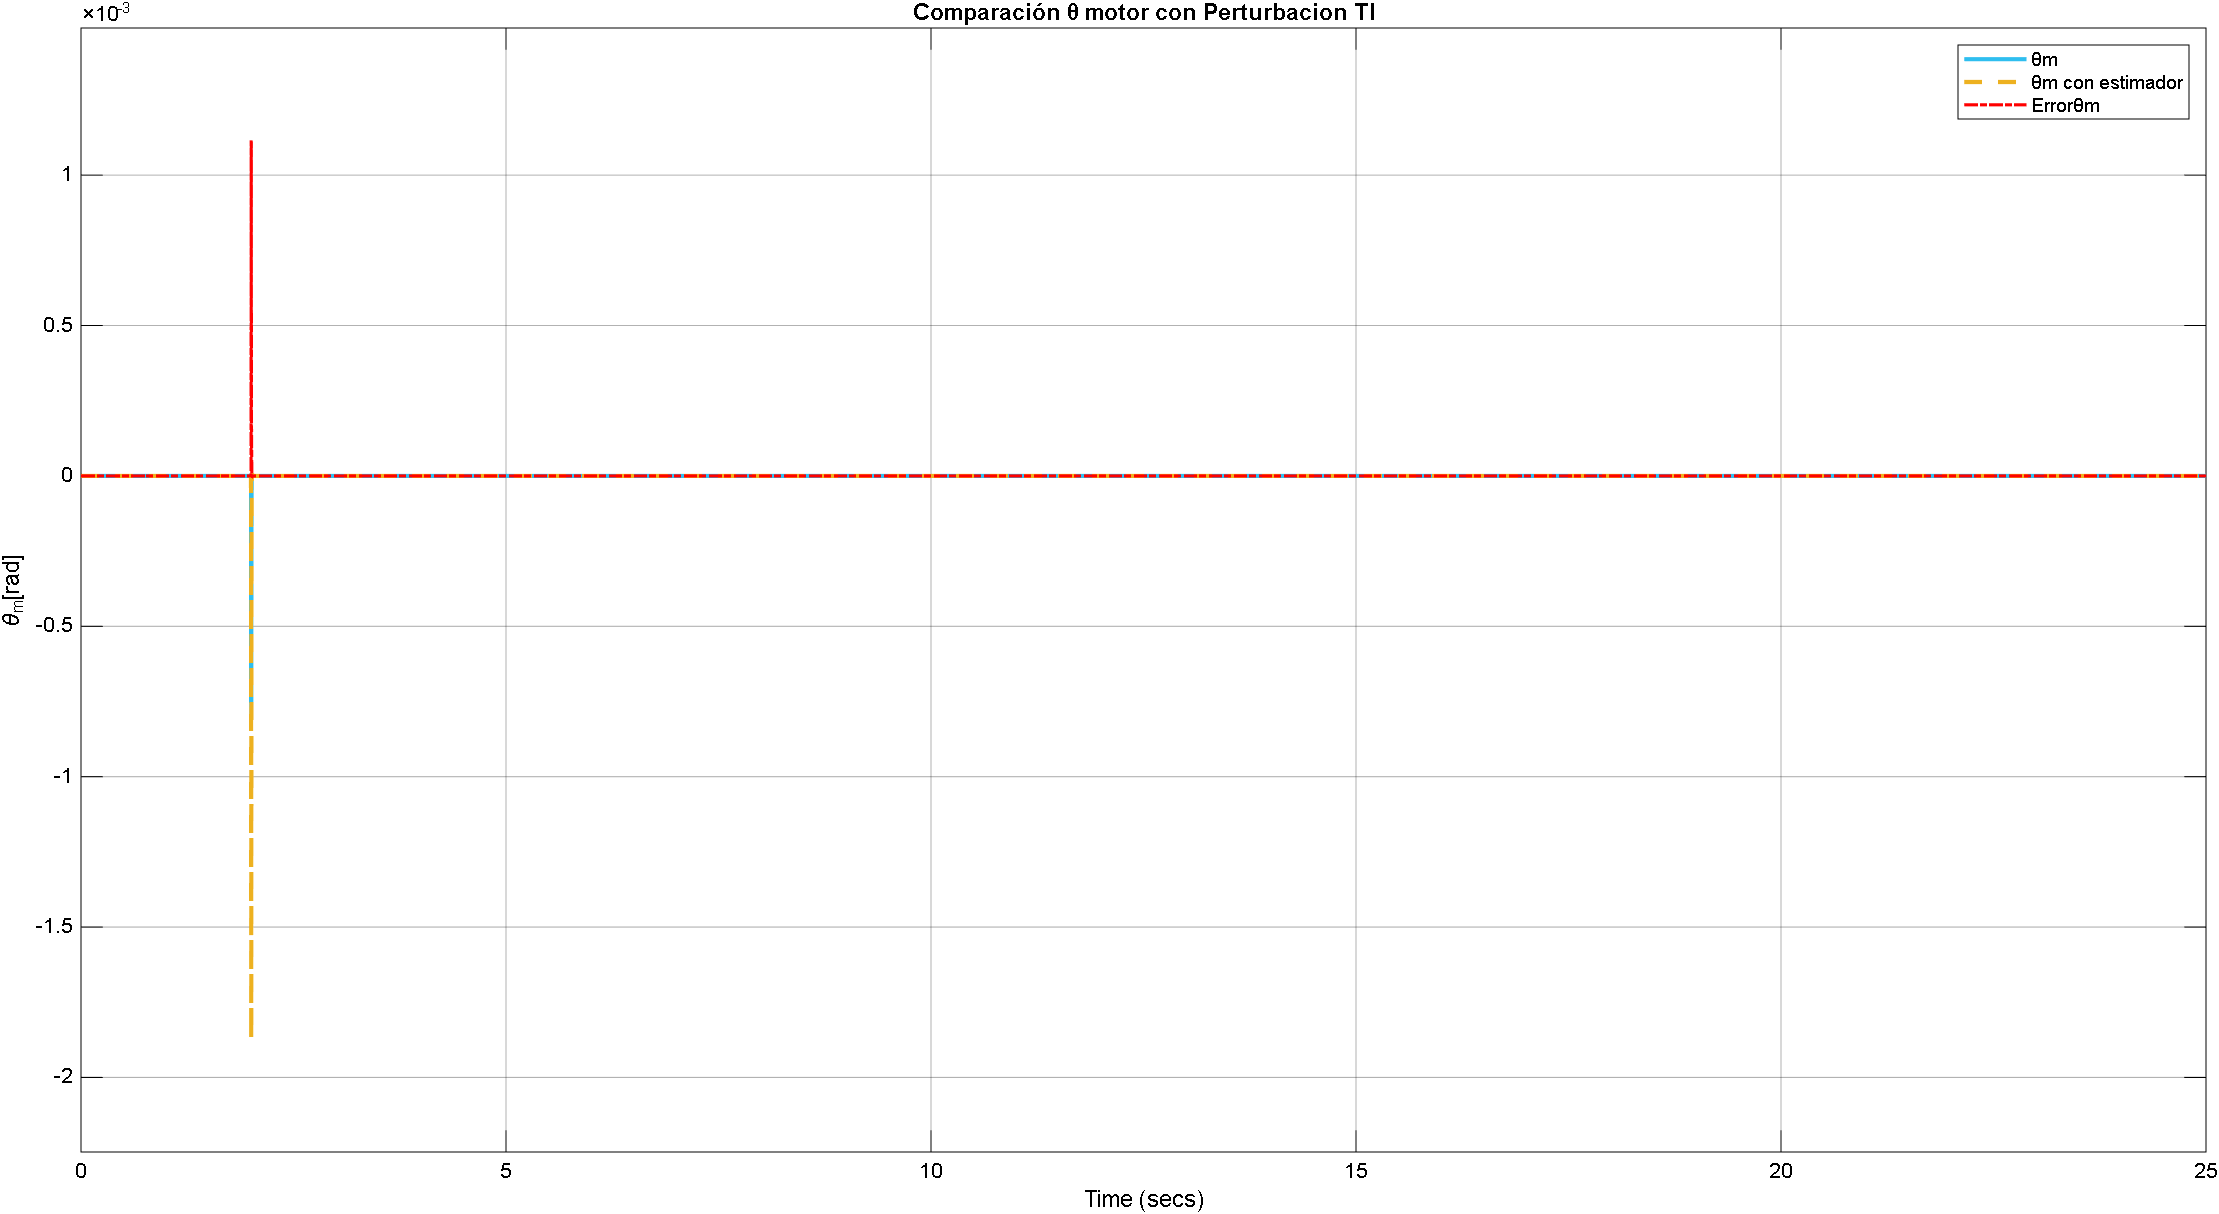 ×10-3
Comparación θ motor con Perturbacion Tl
θm
θm con estimador
Errorθm
1
0.5
0
-0.5
-1
-1.5
-2
θm[rad]
0 5 10 15 20 25
Time (secs)